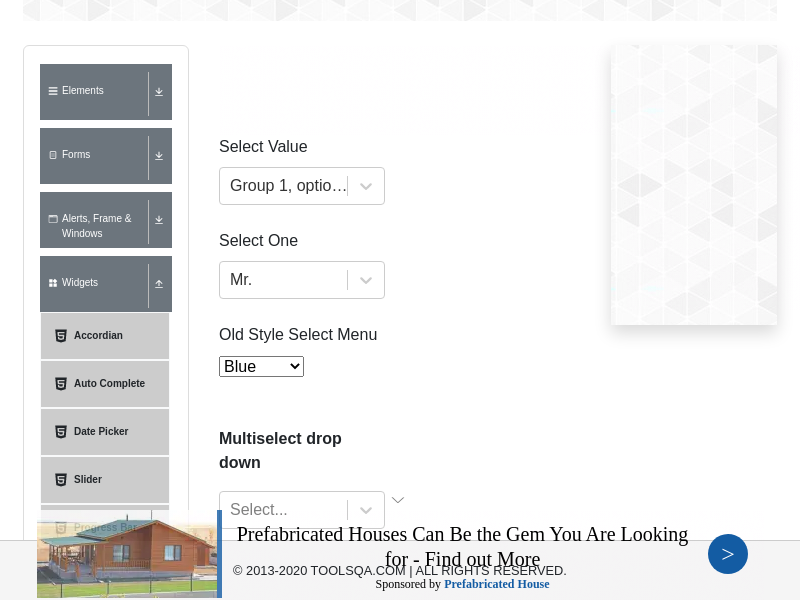 Elements
Forms
Alerts, Frame &
Windows
Widgets
Accordian
Auto Complete
Date Picker
Slider
Progress Bar
Select Value
Group 1, optio...
Select One
Mr.
Old Style Select Menu
Blue
Multiselect drop
down
Select...
Prefabricated Houses Can Be the Gem You Are Looking
for - Find out More
© 2013-2020 TOOLSQA.COM | ALL RIGHTS RESERVED.
Sponsored by Prefabricated House
>